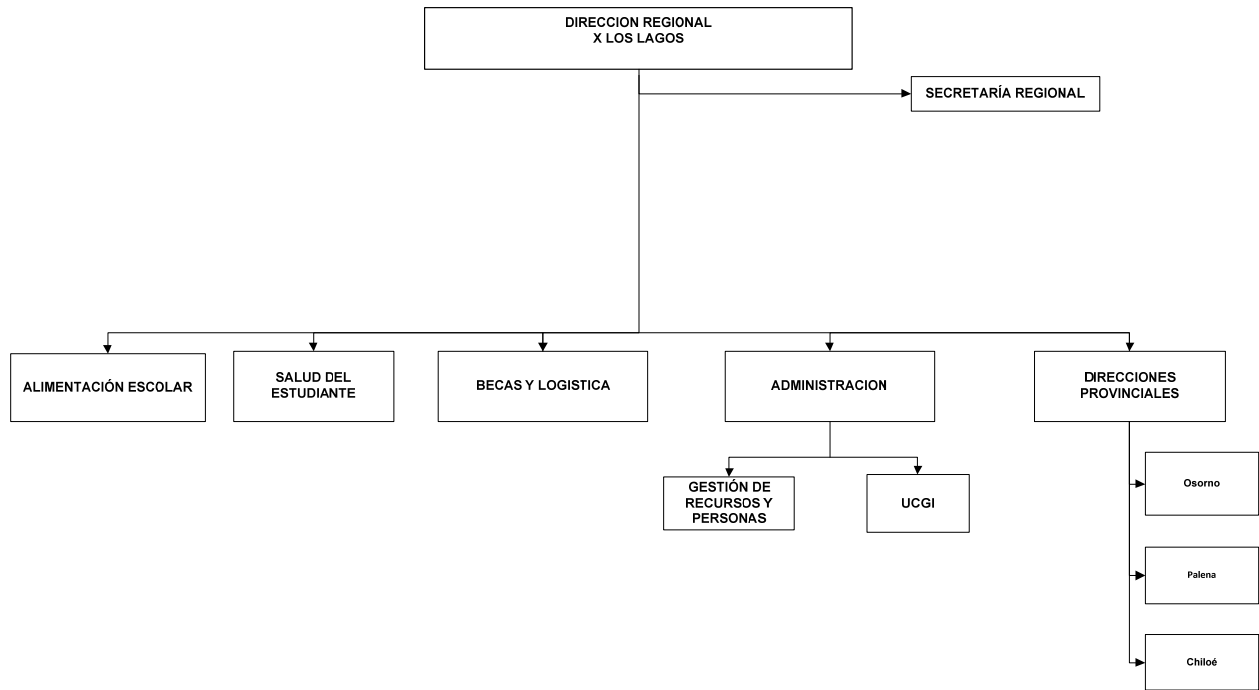 DIRECCION REGIONAL
X LOS LAGOS
SECRETARÍA REGIONAL
ALIMENTACIÓN ESCOLAR
SALUD DEL
ESTUDIANTE
BECAS Y LOGISTICA
ADMINISTRACION
DIRECCIONES
PROVINCIALES
GESTIÓN DE
RECURSOS Y
PERSONAS
UCGI
Osorno
Palena
Chiloé